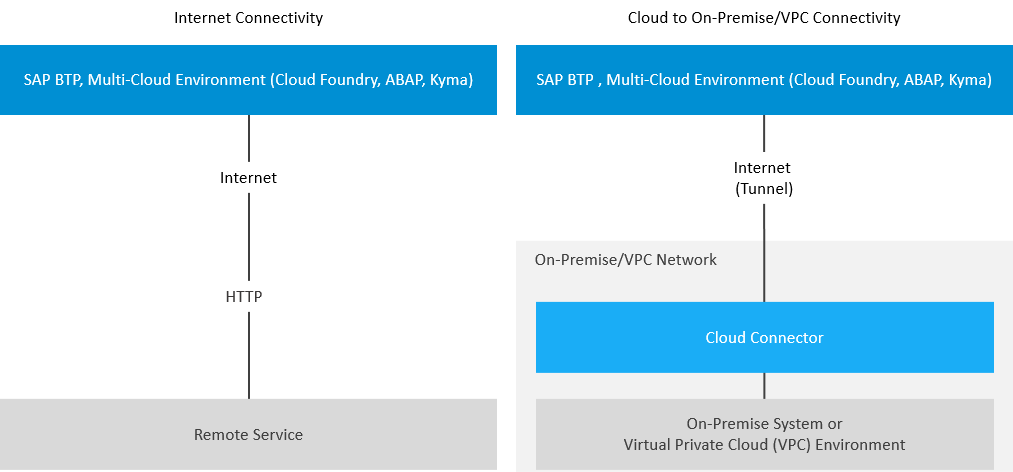 Internet Connectivity
SAP BTP, Multi-Cloud Environment (Cloud Foundry, ABAP, Kyma)
Internet
HTTP
Remote Service
Cloud to On-Premise/VPC Connectivity
SAP BTP , Multi-Cloud Environment (Cloud Foundry, ABAP, Kyma)
Internet
(Tunnel)
On-Premise/VPC Network
Cloud Connector
On-Premise System or
Virtual Private Cloud (VPC) Environment